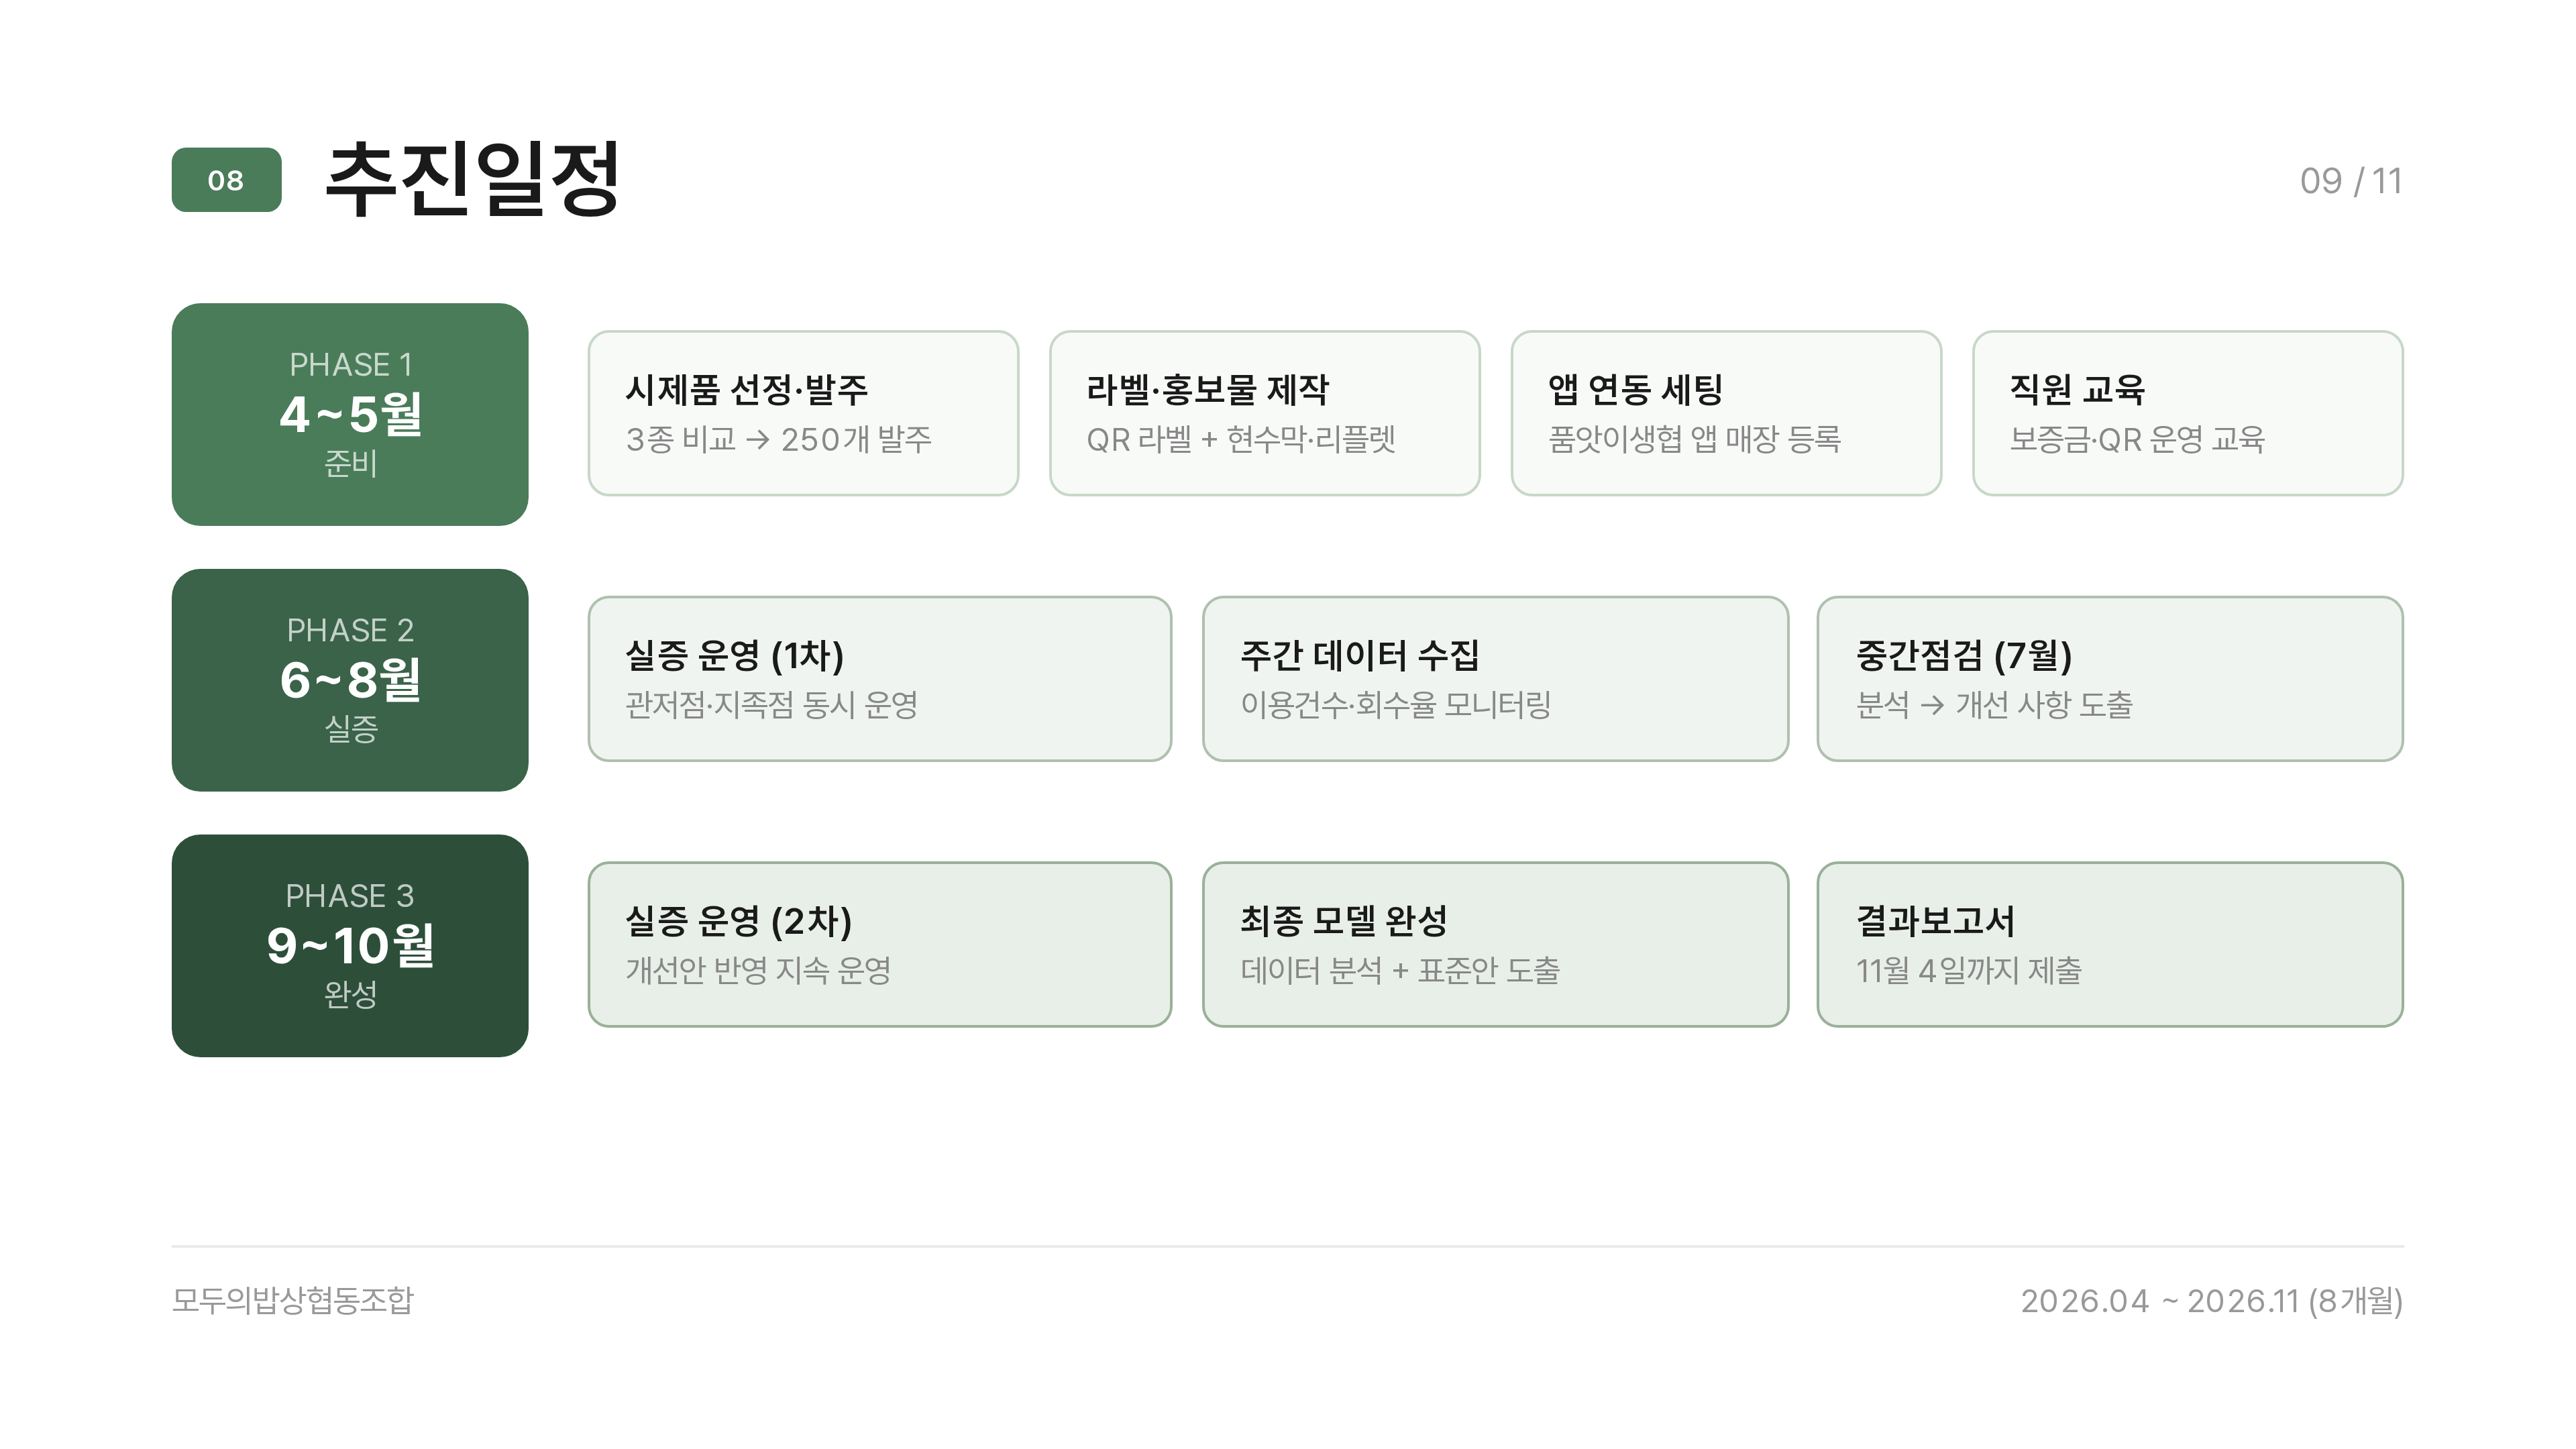 08
추진일정
09 / 11
PHASE 1
4~5월
준비
시제품 선정·발주
3종 비교 → 250개 발주
라벨·홍보물 제작
QR 라벨 + 현수막·리플렛
앱 연동 세팅
품앗이생협 앱 매장 등록
직원 교육
보증금·QR 운영 교육
PHASE 2
6~8월
실증
실증 운영 (1차)
관저점·지족점 동시 운영
주간 데이터 수집
이용건수·회수율 모니터링
중간점검 (7월)
분석 → 개선 사항 도출
PHASE 3
9~10월
완성
실증 운영 (2차)
개선안 반영 지속 운영
최종 모델 완성
데이터 분석 + 표준안 도출
결과보고서
11월 4일까지 제출
모두의밥상협동조합
2026.04 ~ 2026.11 (8개월)